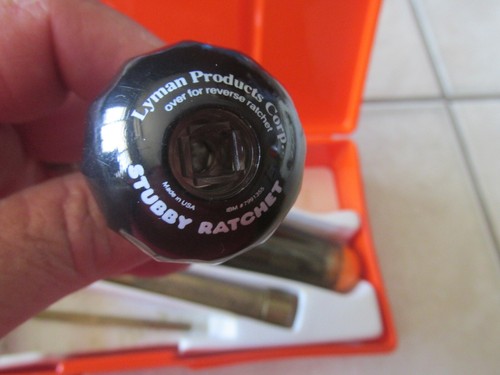 Lyman Products Corp.
over for reverse ratchet
Made in USA
STUBBY RATCHET